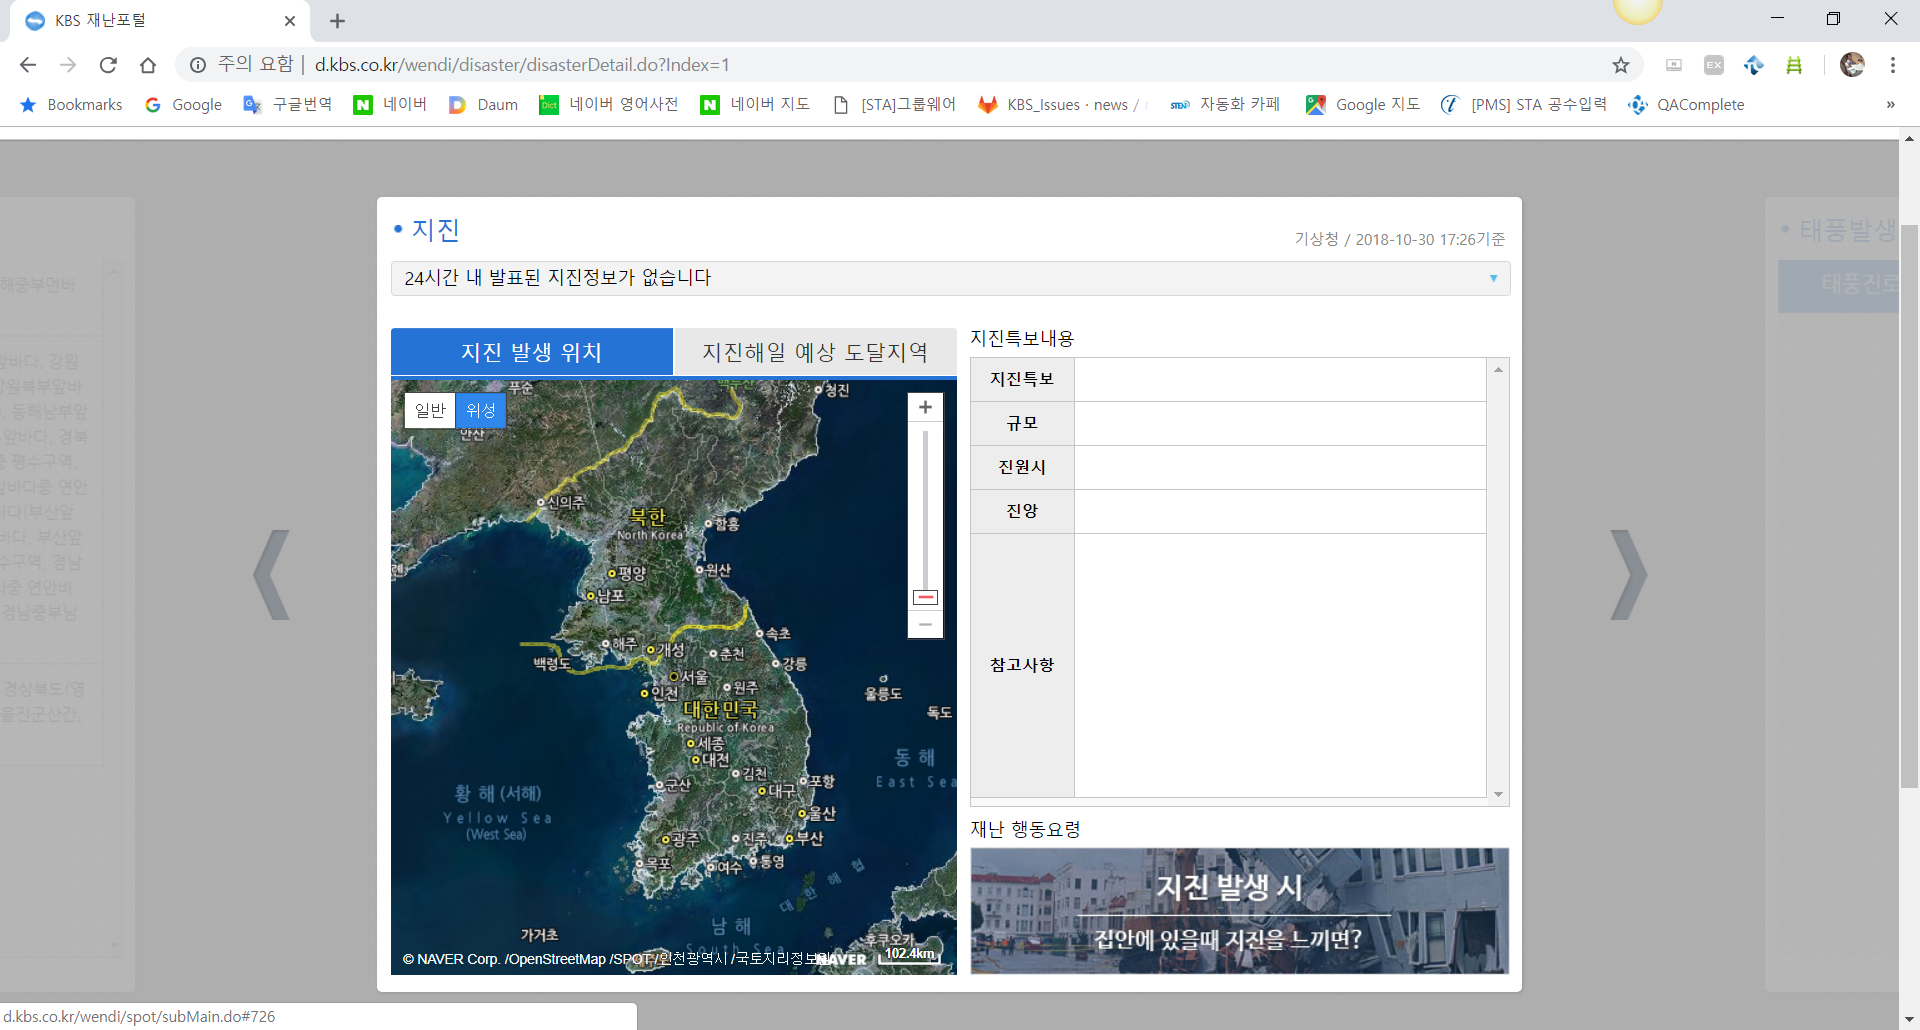 KBS 재난포털
주의 요함 | d.kbs.co.kr/wendi/disaster/disasterDetail.do?Index=1
EX
Bookmarks Google 구글번역 네이버 Daum 네이버 영어사전 네이버 지도 [STA]그룹웨어 KBS_Issues · news / 자동화 카페 Google 지도 [PMS] STA 공수입력 QAComplete »
지진
기상청 / 2018-10-30 17:26기준
24시간 내 발표된 지진정보가 없습니다
지진 발생 위치
지진해일 예상 도달지역
일반 위성
푸순
백두산
청진
안산
신의주
북한
North Korea
함흥
평양
원산
남포
해주
개성
속초
백령도
춘천
강릉
서울
인천
원주
울릉도
대한민국
독도
Republic of Korea
세종
대전
동 해
East Sea
김천
포항
군산
대구
황 해 (서해)
Yellow Sea
(West Sea)
울산
광주
진주
부산
목포
여수
통영
대 한 해 협
남 해
South Sea
가거초
후쿠오카
© NAVER Corp. /OpenStreetMap /SPOT /인천광역시 /국토지리정보원
NAVER
102.4km
지진특보내용
지진특보
규모
진원시
진앙
참고사항
재난 행동요령
지진 발생 시
집안에 있을때 지진을 느끼면?
앞바다, 강원
강원북부앞바
동해남부앞
앞바다, 경북
중 평수구역,
앞바다중 연안
바다(부산앞
바다, 부산앞
수구역, 경남
다중 연안바
경남중부남
경상북도(영
울진군산간,
태풍발생
태풍진로
d.kbs.co.kr/wendi/spot/subMain.do#726